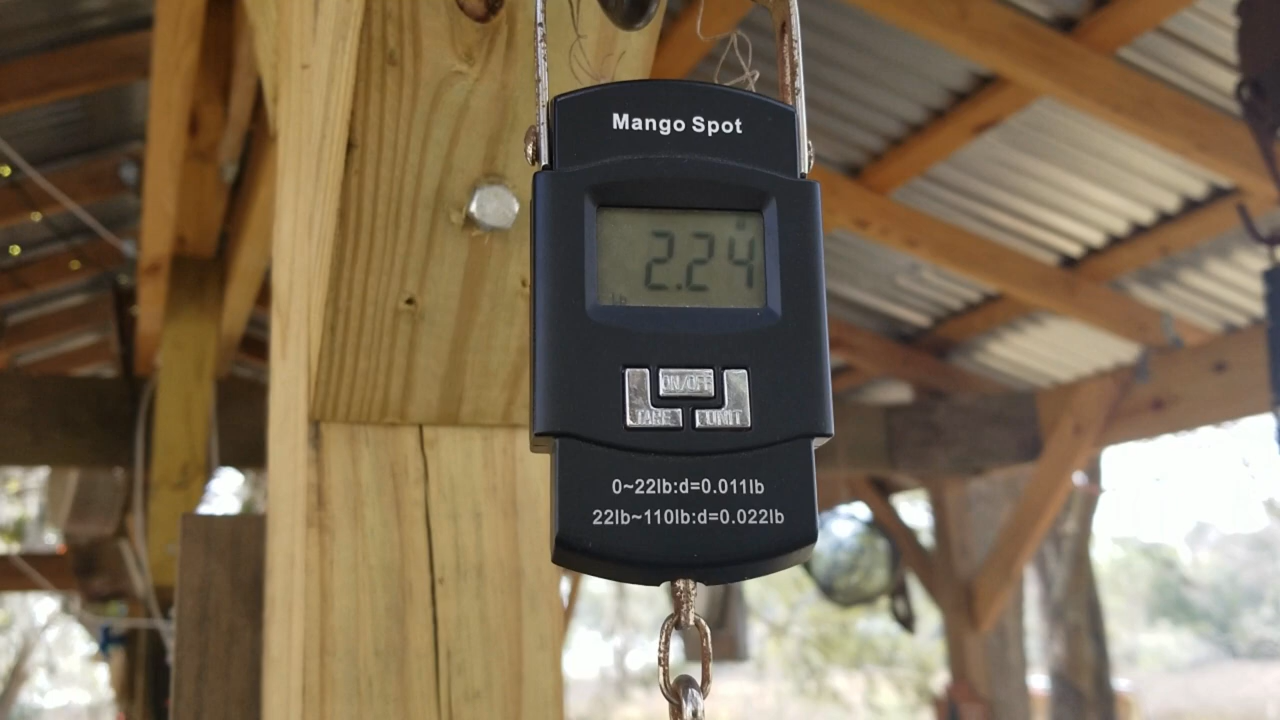 Mango Spot
2.24
lb
ON/OFF
TARE UNIT
0~22lb:d=0.011lb
22lb~110lb:d=0.022lb